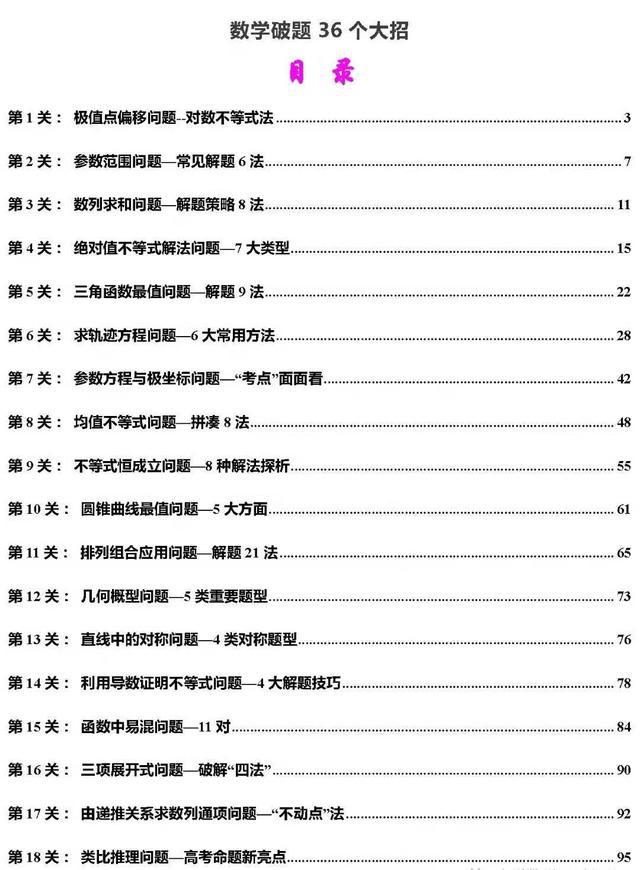 数学破题 36 个大招
目 录
第 1 关： 极值点偏移问题--对数不等式法........................3
第 2 关： 参数范围问题—常见解题 6 法........................7
第 3 关： 数列求和问题—解题策略 8 法........................11
第 4 关： 绝对值不等式解法问题—7 大类型........................15
第 5 关： 三角函数最值问题—解题 9 法........................22
第 6 关： 求轨迹方程问题—6 大常用方法........................28
第 7 关： 参数方程与极坐标问题—“考点”面面看........................42
第 8 关： 均值不等式问题—拼凑 8 法........................48
第 9 关： 不等式恒成立问题—8 种解法探析........................55
第 10 关： 圆锥曲线最值问题—5 大方面........................61
第 11 关： 排列组合应用问题—解题 21 法........................65
第 12 关： 几何概型问题—5 类重要题型........................73
第 13 关： 直线中的对称问题—4 类对称题型........................76
第 14 关： 利用导数证明不等式问题—4 大解题技巧........................78
第 15 关： 函数中易混问题—11 对........................84
第 16 关： 三项展开式问题—破解“四法”........................90
第 17 关： 由递推关系求数列通项问题—“不动点”法........................92
第 18 关： 类比推理问题—高考命题新亮点........................95